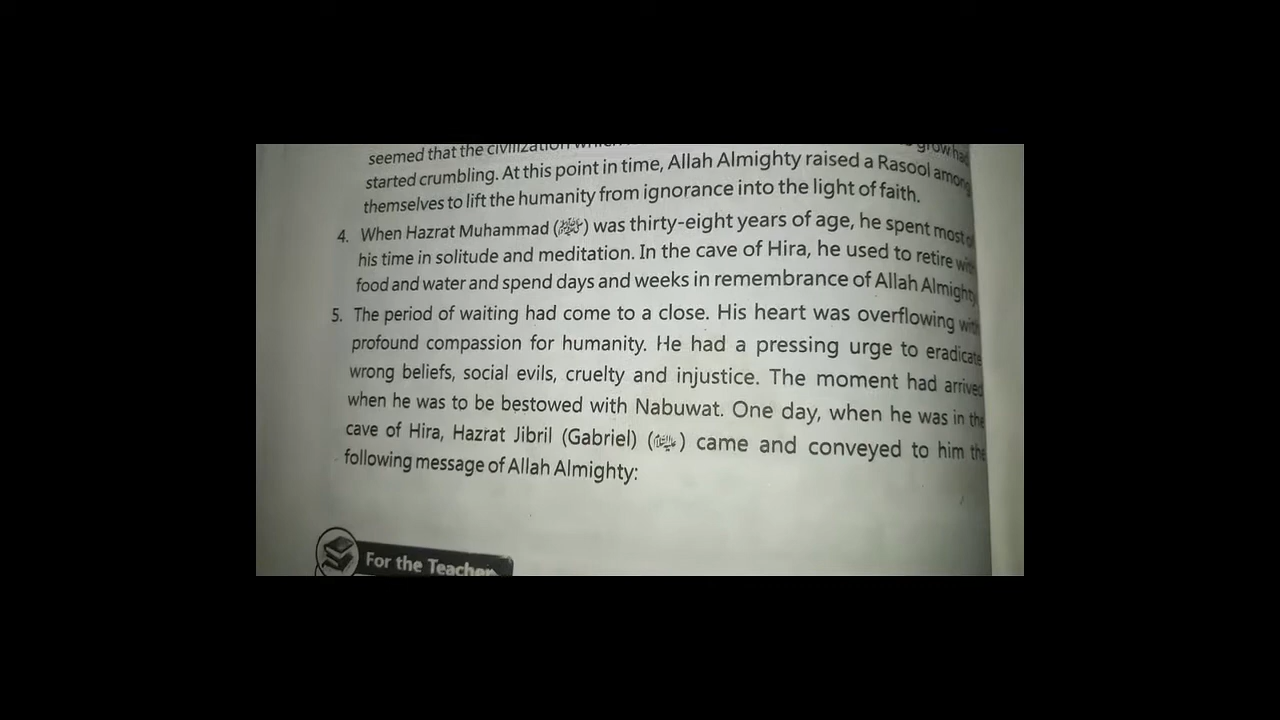 seemed that the civilization grow had
started crumbling. At this point in time, Allah Almighty raised a Rasool among
themselves to lift the humanity from ignorance into the light of faith.
4. When Hazrat Muhammad (ﷺ) was thirty-eight years of age, he spent most of
his time in solitude and meditation. In the cave of Hira, he used to retire with
food and water and spend days and weeks in remembrance of Allah Almighty
5. The period of waiting had come to a close. His heart was overflowing with
profound compassion for humanity. He had a pressing urge to eradicate
wrong beliefs, social evils, cruelty and injustice. The moment had arrived
when he was to be bestowed with Nabuwat. One day, when he was in the
cave of Hira, Hazrat Jibril (Gabriel) () came and conveyed to him the
following message of Allah Almighty:
For the Teacher